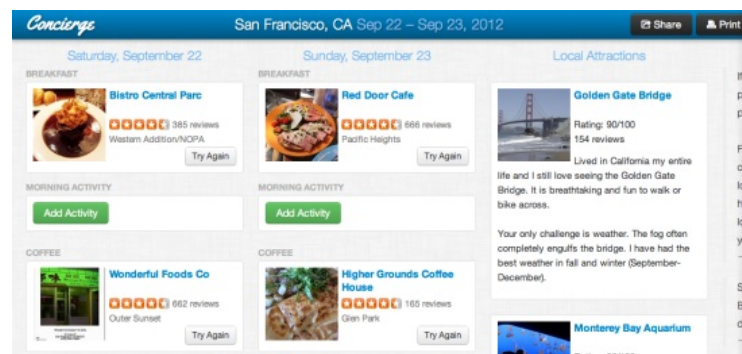 Concierge
San Francisco, CA Sep 22 – Sep 23, 2012
Share
Print
Saturday, September 22
BREAKFAST
Bistro Central Parc
385 reviews
Western Addition/NOPA
Try Again
MORNING ACTIVITY
Add Activity
COFFEE
Wonderful Foods Co
662 reviews
Outer Sunset
Try Again
Sunday, September 23
BREAKFAST
Red Door Cafe
666 reviews
Pacific Heights
Try Again
MORNING ACTIVITY
Add Activity
COFFEE
Higher Grounds Coffee
House
165 reviews
Glen Park
Try Again
Local Attractions
Golden Gate Bridge
Rating: 90/100
154 reviews
Lived in California my entire
life and I still love seeing the Golden Gate
Bridge. It is breathtaking and fun to walk or
bike across.
Your only challenge is weather. The fog often
completely engulfs the bridge. I have had the
best weather in fall and winter (September-
December).
Monterey Bay Aquarium